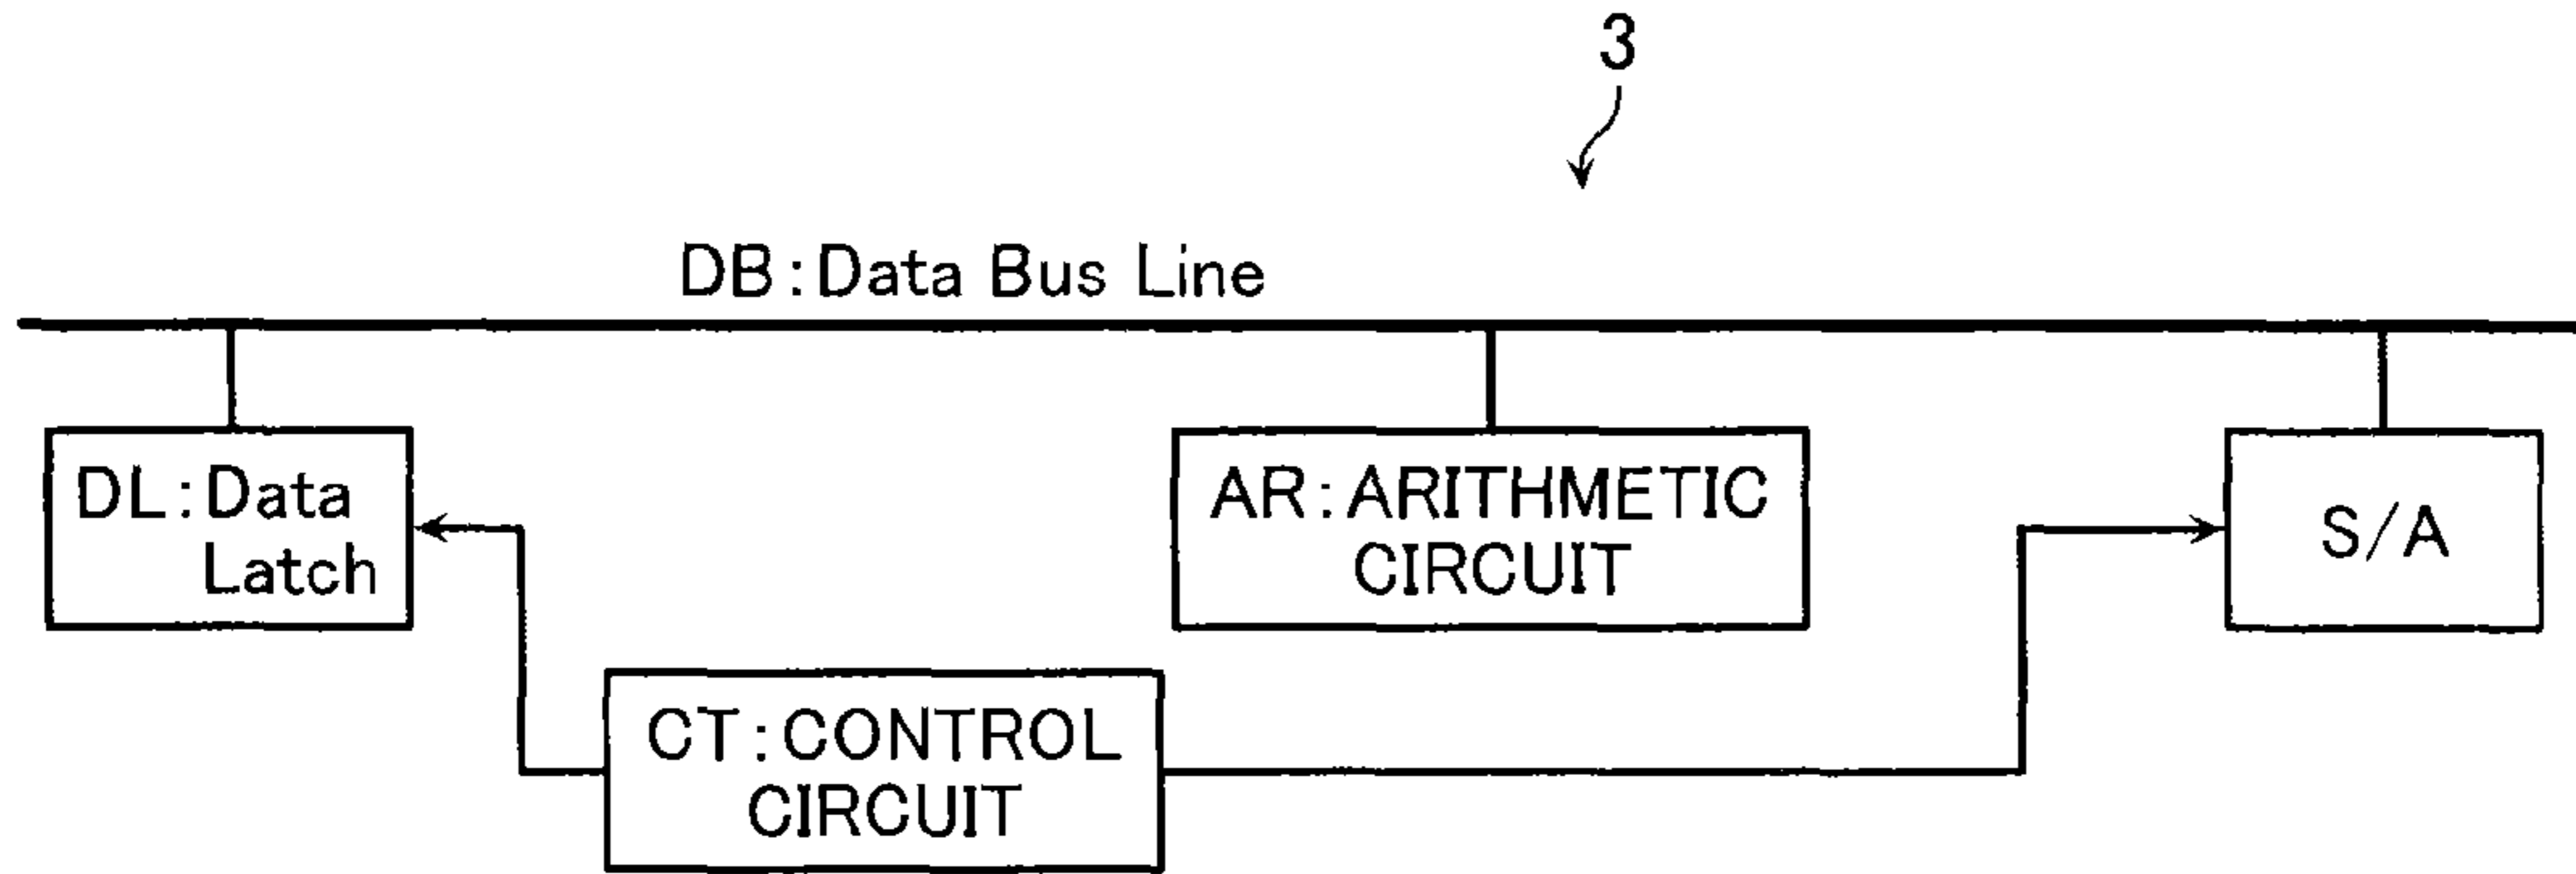 3
DB:Data Bus Line
DL:Data
Latch
AR:ARITHMETIC
CIRCUIT
S/A
CT:CONTROL
CIRCUIT